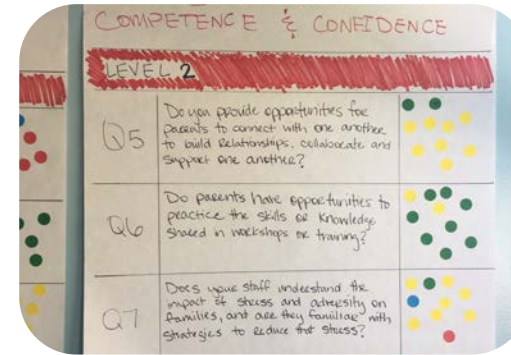 COMPETENCE & CONFIDENCE
LEVEL 2
Q5
Do you provide opportunities for
parents to connect with one another
to build relationships, collaborate and
support one another?
Q6
Do parents have opportunities to
practice the skills or knowledge
shared in workshops or training?
Q7
Does your staff understand the
impact of stress and adversity on
families, and are they familiar with
strategies to reduce that stress?